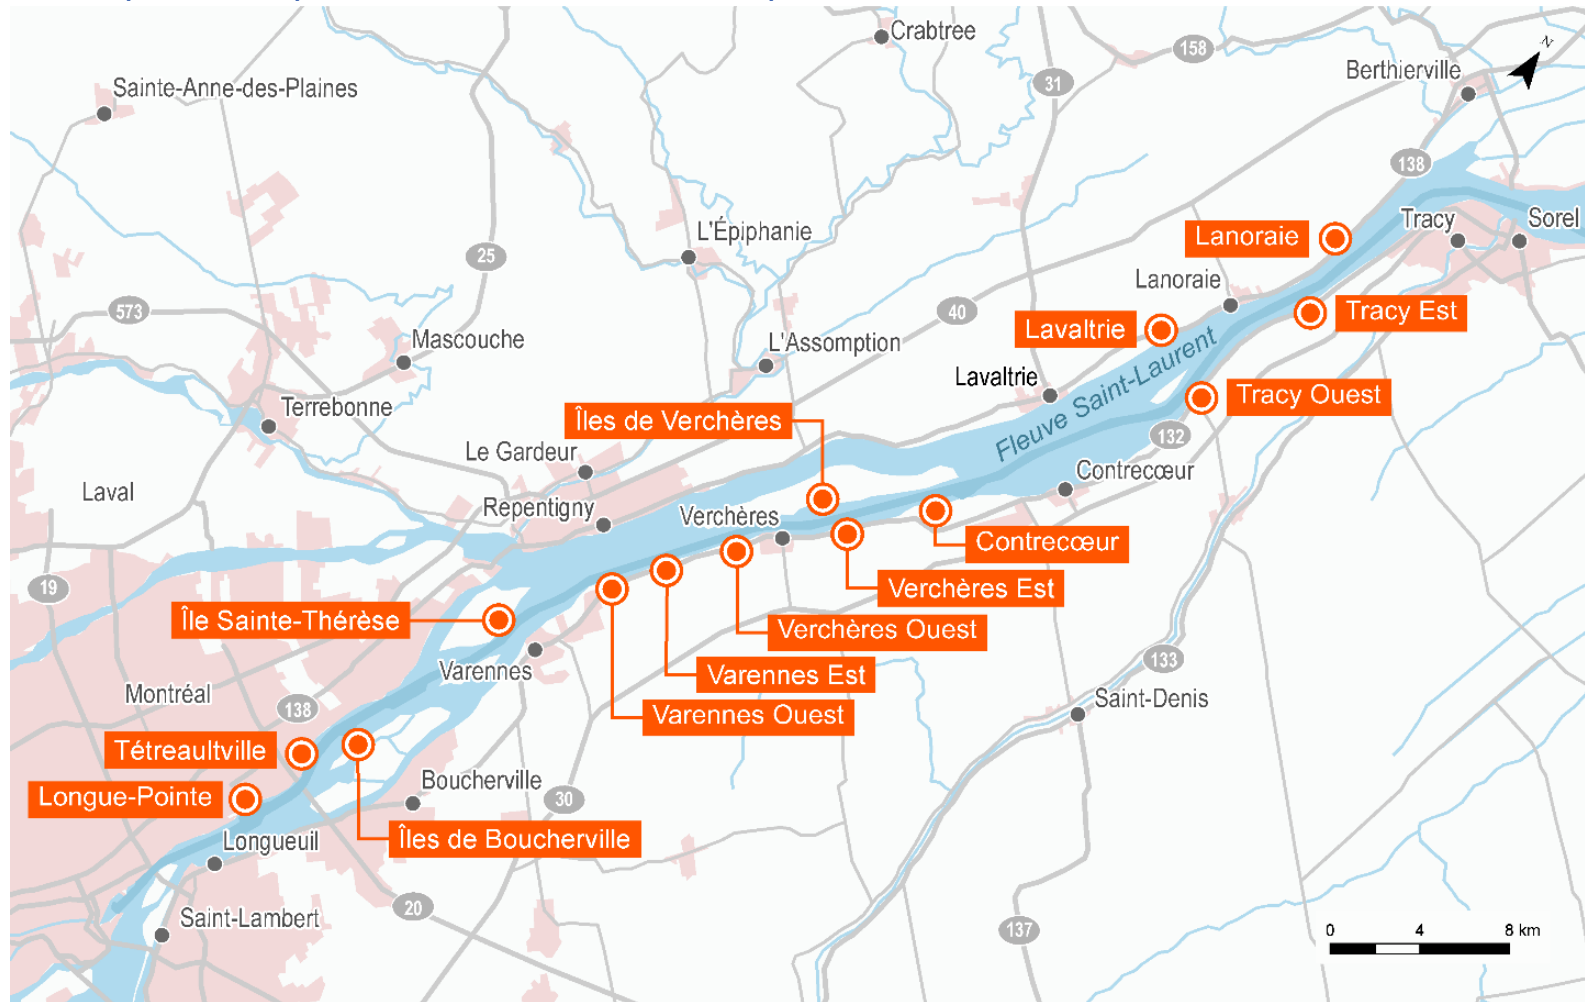 Crabtree
158
N
Berthierville
31
Sainte-Anne-des-Plaines
138
L'Épiphanie
Lanoraie
Tracy
Sorel
25
Lanoraie
573
40
Lavaltrie
Tracy Est
Mascouche
L'Assomption
Lavaltrie
Fleuve Saint-Laurent
Tracy Ouest
Terrebonne
Îles de Verchères
132
Le Gardeur
Contrecœur
Laval
Repentigny
Verchères
Contrecœur
19
Verchères Est
Île Sainte-Thérèse
Verchères Ouest
Varennes
Varennes Est
133
Montréal
138
Varennes Ouest
Saint-Denis
Tétreaultville
Boucherville
Longue-Pointe
30
Longueuil
Îles de Boucherville
20
Saint-Lambert
137
0 4 8 km